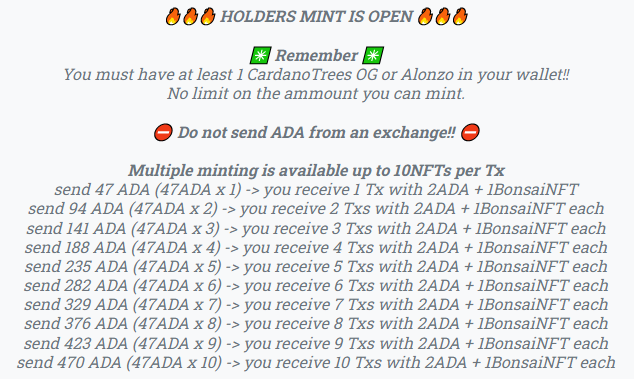 🔥🔥🔥 HOLDERS MINT IS OPEN 🔥🔥🔥
✳️ Remember ✳️
You must have at least 1 CardanoTrees OG or Alonzo in your wallet!!
No limit on the ammount you can mint.
⛔ Do not send ADA from an exchange!! ⛔
Multiple minting is available up to 10NFTs per Tx
send 47 ADA (47ADA x 1) -> you receive 1 Tx with 2ADA + 1BonsaiNFT
send 94 ADA (47ADA x 2) -> you receive 2 Txs with 2ADA + 1BonsaiNFT each
send 141 ADA (47ADA x 3) -> you receive 3 Txs with 2ADA + 1BonsaiNFT each
send 188 ADA (47ADA x 4) -> you receive 4 Txs with 2ADA + 1BonsaiNFT each
send 235 ADA (47ADA x 5) -> you receive 5 Txs with 2ADA + 1BonsaiNFT each
send 282 ADA (47ADA x 6) -> you receive 6 Txs with 2ADA + 1BonsaiNFT each
send 329 ADA (47ADA x 7) -> you receive 7 Txs with 2ADA + 1BonsaiNFT each
send 376 ADA (47ADA x 8) -> you receive 8 Txs with 2ADA + 1BonsaiNFT each
send 423 ADA (47ADA x 9) -> you receive 9 Txs with 2ADA + 1BonsaiNFT each
send 470 ADA (47ADA x 10) -> you receive 10 Txs with 2ADA + 1BonsaiNFT each